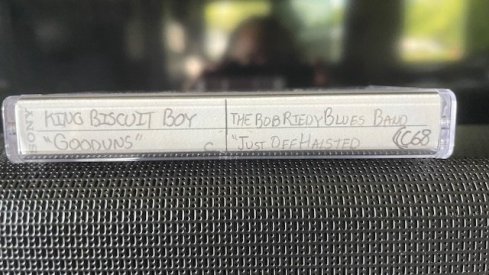 KING BISCUIT BOY
"GOODUNS" C
THE BOB RIEDY BLUES BAND
"JUST OFF HALSTED C68